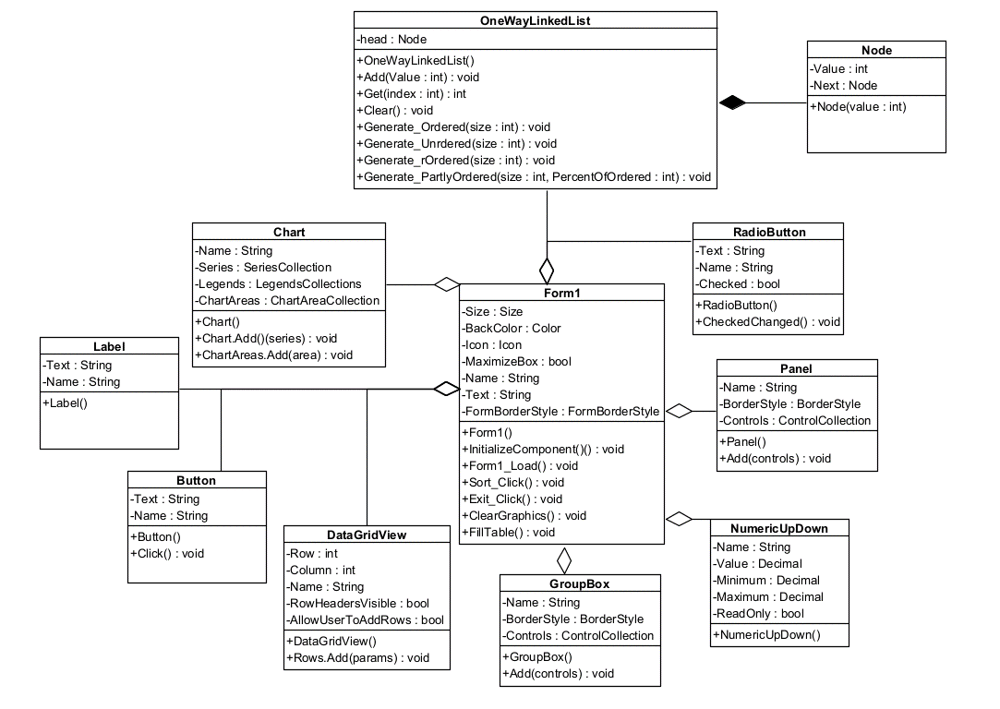 OneWayLinkedList
-head : Node
+OneWayLinkedList()
+Add(Value : int) : void
+Get(index : int) : int
+Clear() : void
+Generate_Ordered(size : int) : void
+Generate_Unrdered(size : int) : void
+Generate_rOrdered(size : int) : void
+Generate_PartlyOrdered(size : int, PercentOfOrdered : int) : void
Node
-Value : int
-Next : Node
+Node(value : int)
Chart
-Name : String
-Series : SeriesCollection
-Legends : LegendsCollections
-ChartAreas : ChartAreaCollection
+Chart()
+Chart.Add()(series) : void
+ChartAreas.Add(area) : void
RadioButton
-Text : String
-Name : String
-Checked : bool
+RadioButton()
+CheckedChanged() : void
Form1
-Size : Size
-BackColor : Color
-Icon : Icon
-MaximizeBox : bool
-Name : String
-Text : String
-FormBorderStyle : FormBorderStyle
+Form1()
+InitializeComponent()() : void
+Form1_Load() : void
+Sort_Click() : void
+Exit_Click() : void
+ClearGraphics() : void
+FillTable() : void
Label
-Text : String
-Name : String
+Label()
Panel
-Name : String
-BorderStyle : BorderStyle
-Controls : ControlCollection
+Panel()
+Add(controls) : void
Button
-Text : String
-Name : String
+Button()
+Click() : void
DataGridView
-Row : int
-Column : int
-Name : String
-RowHeadersVisible : bool
-AllowUserToAddRows : bool
+DataGridView()
+Rows.Add(params) : void
NumericUpDown
-Name : String
-Value : Decimal
-Minimum : Decimal
-Maximum : Decimal
-ReadOnly : bool
+NumericUpDown()
GroupBox
-Name : String
-BorderStyle : BorderStyle
-Controls : ControlCollection
+GroupBox()
+Add(controls) : void